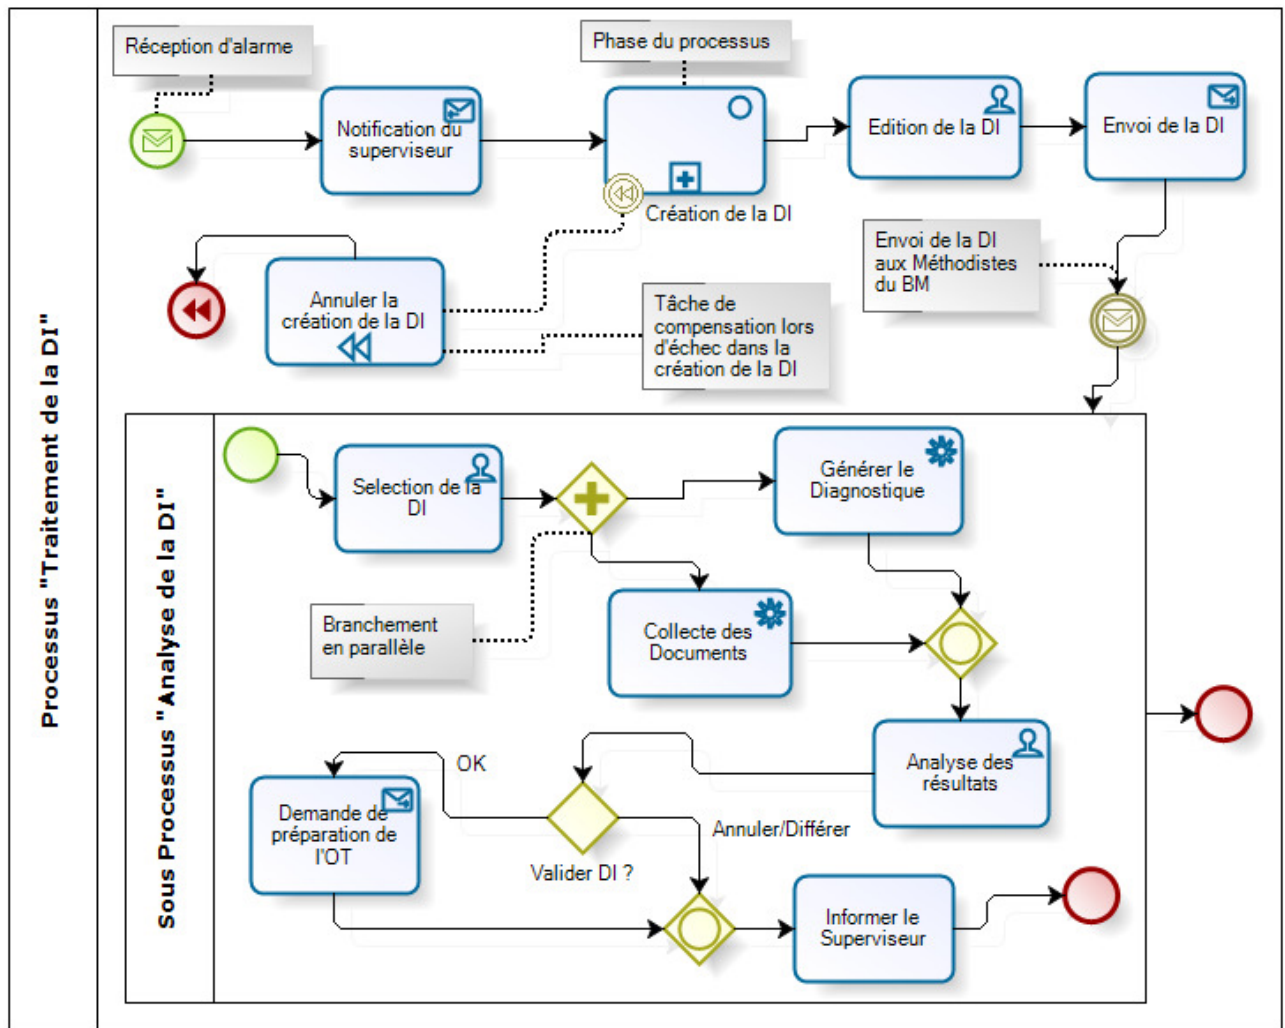 Processus "Traitement de la DI"
Réception d'alarme
Phase du processus
Notification du
superviseur
Création de la DI
Edition de la DI
Envoi de la DI
Envoi de la DI
aux Méthodistes
du BM
Annuler la
création de la DI
Tâche de
compensation lors
d'échec dans la
création de la DI
Sous Processus "Analyse de la DI"
Selection de la
DI
Générer le
Diagnostique
Branchement
en parallèle
Collecte des
Documents
Analyse des
résultats
OK
Demande de
préparation de
l'OT
Valider DI ?
Annuler/Différer
Informer le
Superviseur